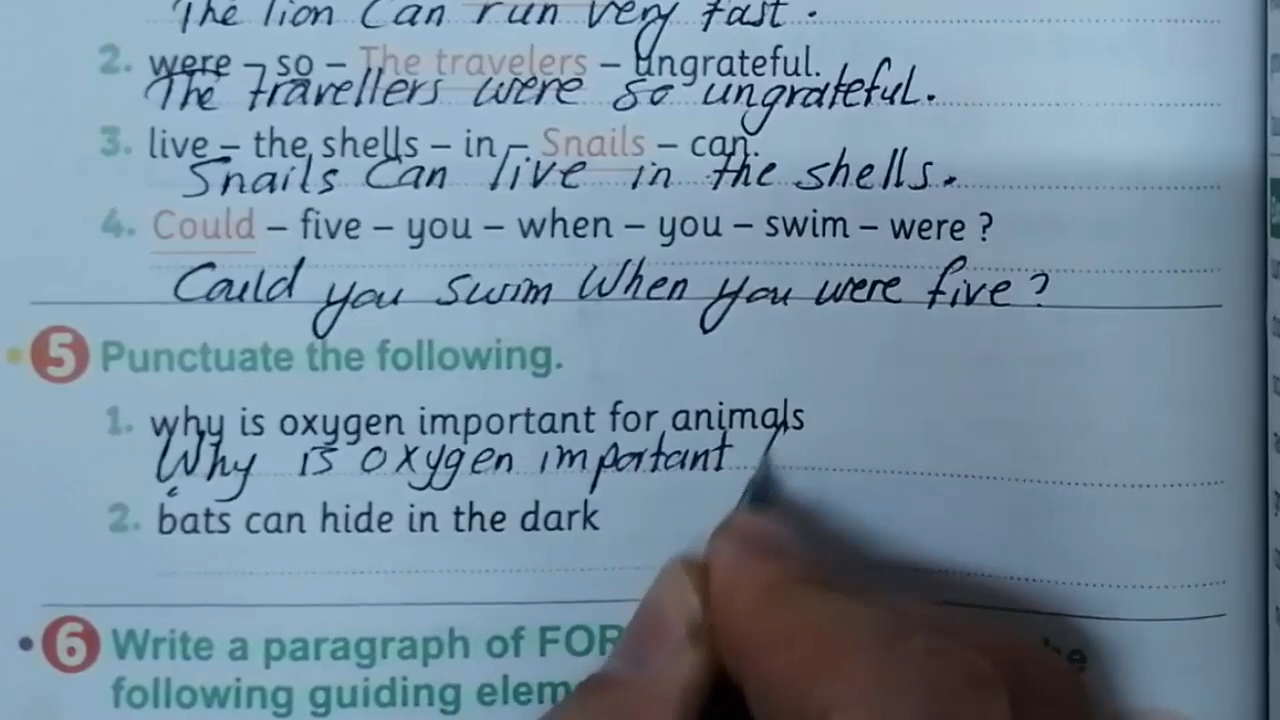 The lion Can run very fast.
2. were – so – The travelers – ungrateful.
The travellers were so ungrateful.
3. live – the shells – in – Snails – can.
Snails Can live in the shells.
4. Could – five – you – when – you – swim – were ?
Could you swim When you were five?
5 Punctuate the following.
1. why is oxygen important for animals
Why is oxygen important
2. bats can hide in the dark
6 Write a paragraph of
following guiding